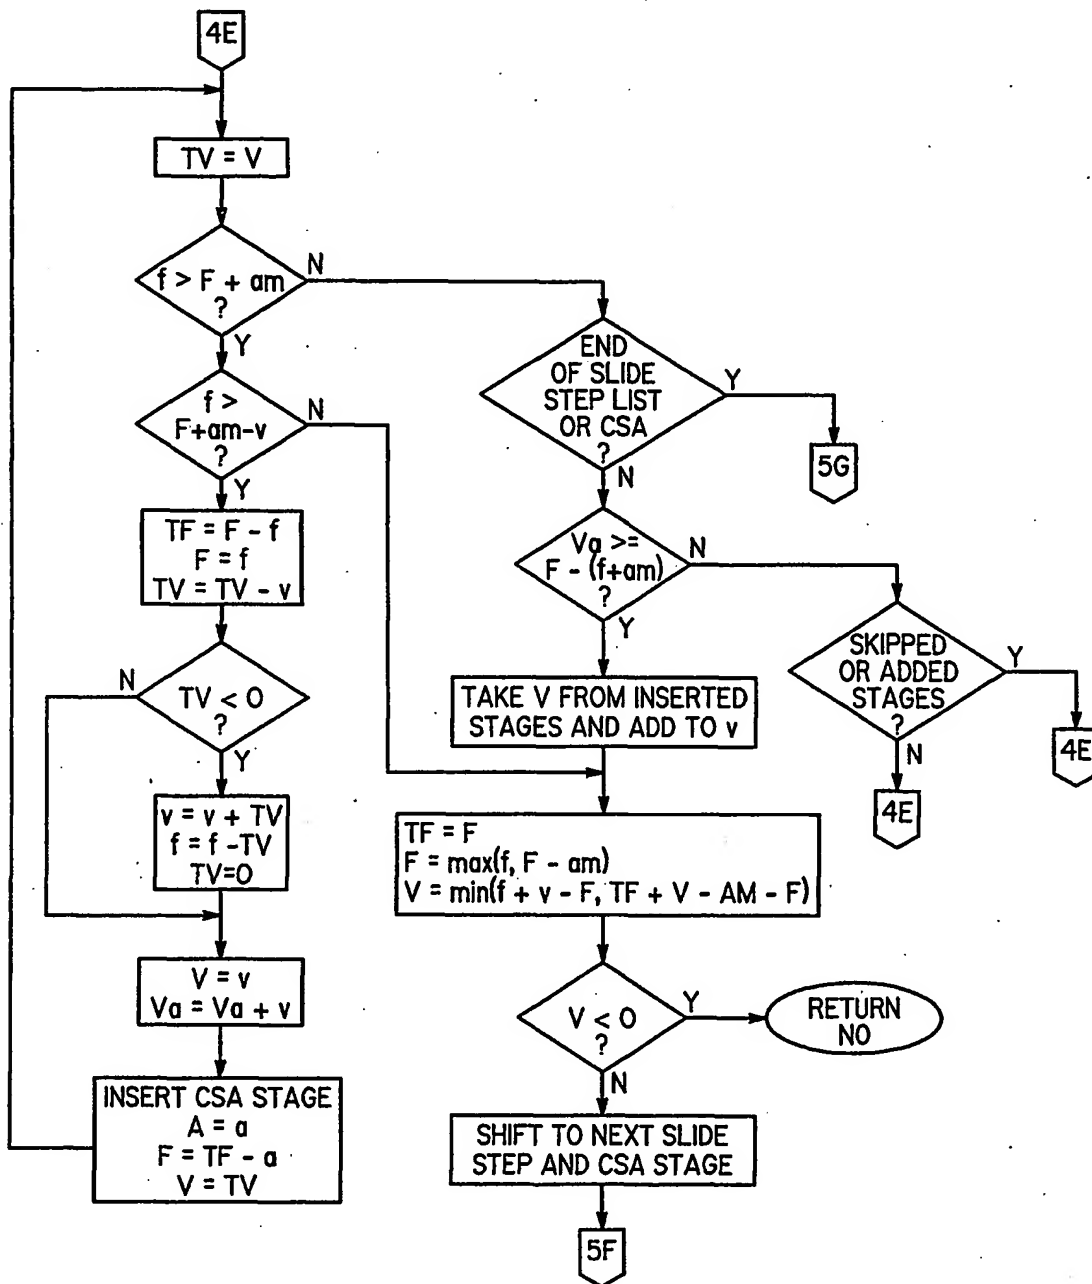 4E
TV = V
f > F + am
?
N
Y
f >
F+am-v
?
N
Y
TF = F - f
F = f
TV = TV - v
N
TV < 0
?
Y
v = v + TV
f = f -TV
TV=0
V = v
Va = Va + v
INSERT CSA STAGE
A = a
F = TF - a
V = TV
END
OF SLIDE
STEP LIST
OR CSA
?
Y
5G
N
Va >=
F - (f+am)
?
N
Y
SKIPPED
OR ADDED
STAGES
?
Y
4E
N
4E
TAKE V FROM INSERTED
STAGES AND ADD TO v
TF = F
F = max(f, F - am)
V = min(f + v - F, TF + V - AM - F)
V < 0
?
Y
RETURN
NO
N
SHIFT TO NEXT SLIDE
STEP AND CSA STAGE
5F